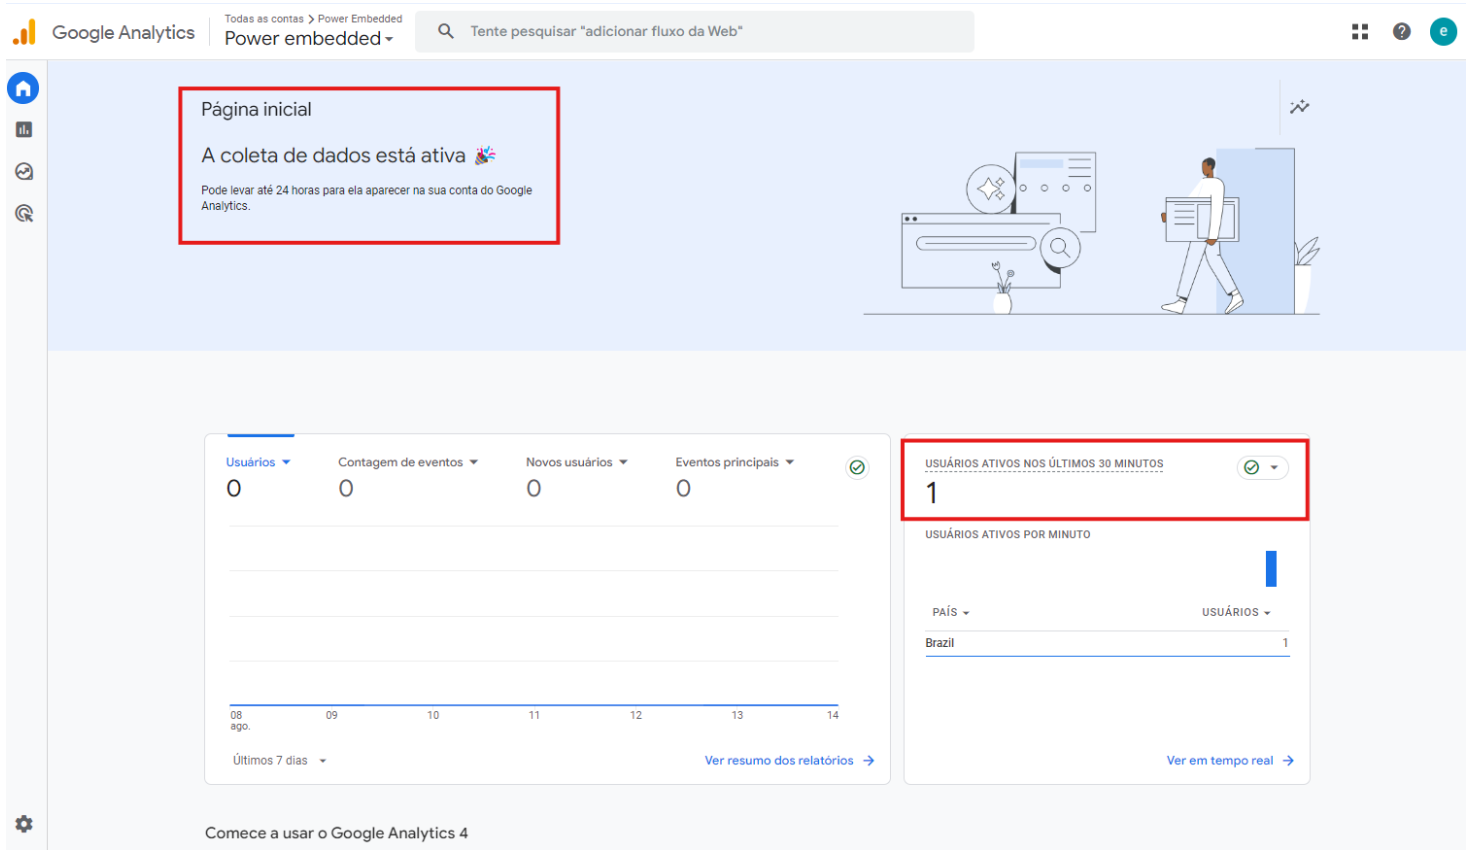 Google Analytics
Todas as contas > Power Embedded
Power embedded
Tente pesquisar "adicionar fluxo da Web"
e
Página inicial
A coleta de dados está ativa 🎉
Pode levar até 24 horas para ela aparecer na sua conta do Google
Analytics.
Usuários
Contagem de eventos
Novos usuários
Eventos principais
0
0
0
0
08
ago.
09
10
11
12
13
14
Últimos 7 dias
Ver resumo dos relatórios
USUÁRIOS ATIVOS NOS ÚLTIMOS 30 MINUTOS
1
USUÁRIOS ATIVOS POR MINUTO
PAÍS
USUÁRIOS
Brazil
1
Ver em tempo real
Comece a usar o Google Analytics 4